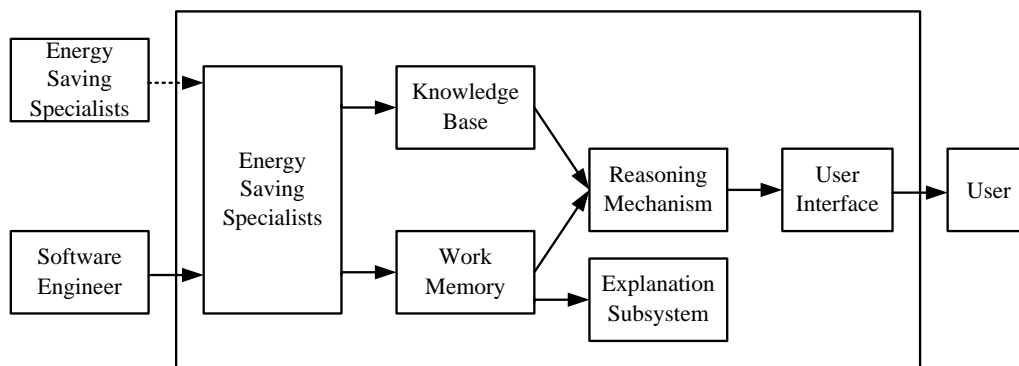 Energy
Saving
Specialists
Energy
Saving
Specialists
Knowledge
Base
Reasoning
Mechanism
User
Interface
User
Software
Engineer
Work
Memory
Explanation
Subsystem